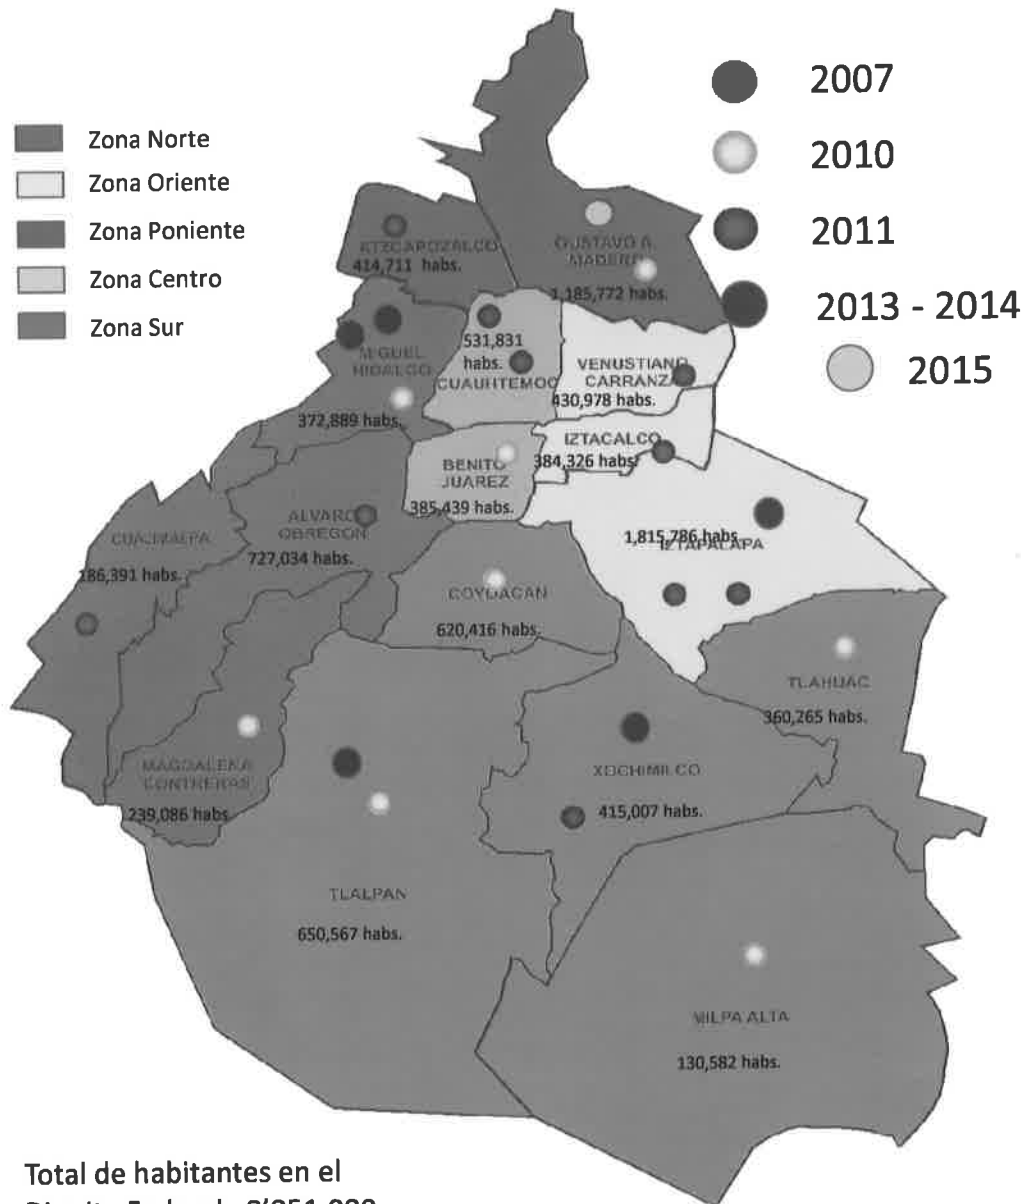 2007
2010
2011
2013 - 2014
2015
Zona Norte
Zona Oriente
Zona Poniente
Zona Centro
Zona Sur
ATZCAPOZALCO
414,711 habs.
GUSTAVO A.
MADERO
1,185,772 habs.
MIGUEL
HIDALGO
372,889 habs.
531,831
habs.
CUAUHTEMOC
VENUSTIANO
CARRANZA
430,978 habs.
IZTACALCO
384,326 habs.
BENITO
JUAREZ
385,439 habs.
CUAJIMALPA
186,391 habs.
ALVARO
OBREGON
727,034 habs.
1,815,786 habs.
IZTAPALAPA
COYOACAN
620,416 habs.
TLAHUAC
360,265 habs.
MAGDALENA
CONTRERAS
239,086 habs.
XOCHIMILCO
415,007 habs.
TLALPAN
650,567 habs.
MILPA ALTA
130,582 habs.
Total de habitantes en el